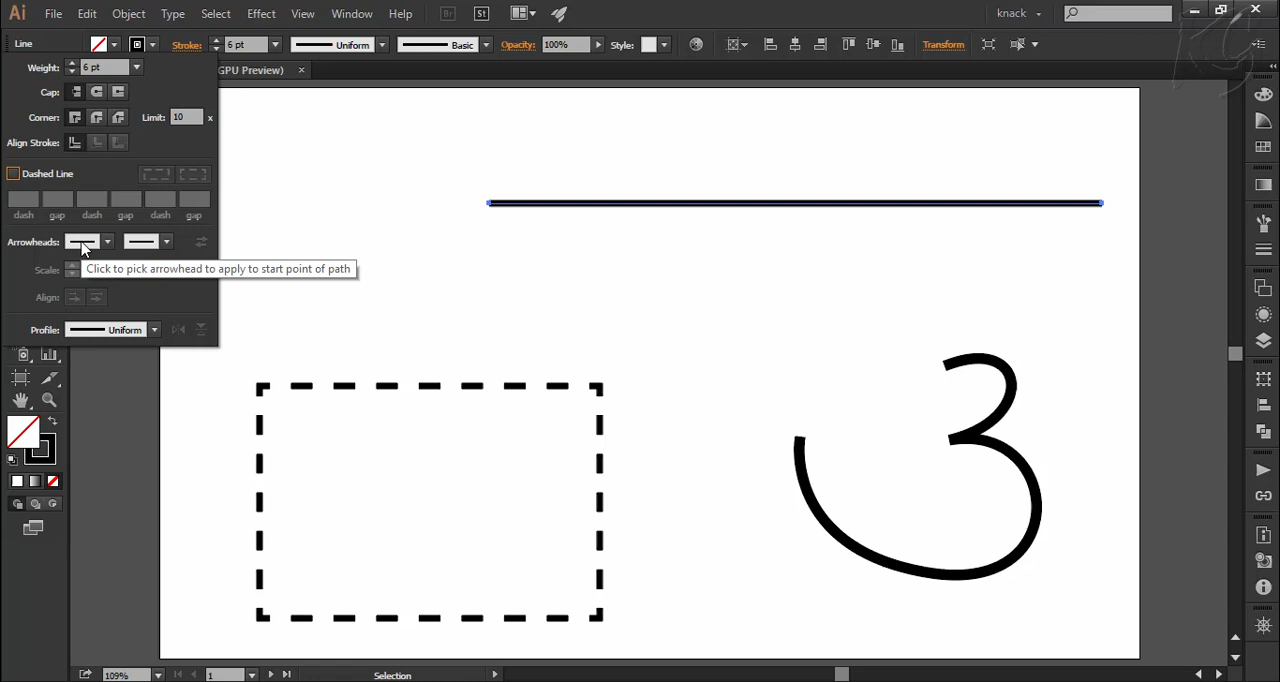 Ai File Edit Object Type Select Effect View Window Help Br St knack
Line Stroke: 6 pt Uniform Basic Opacity: 100% Style: Transform
Weight: 6 pt GPU Preview) ×
Cap:
Corner: Limit: 10 x
Align Stroke:
Dashed Line
dash gap dash gap dash gap
Arrowheads:
Scale: Click to pick arrowhead to apply to start point of path
Align:
Profile: Uniform
3
109% 1 Selection